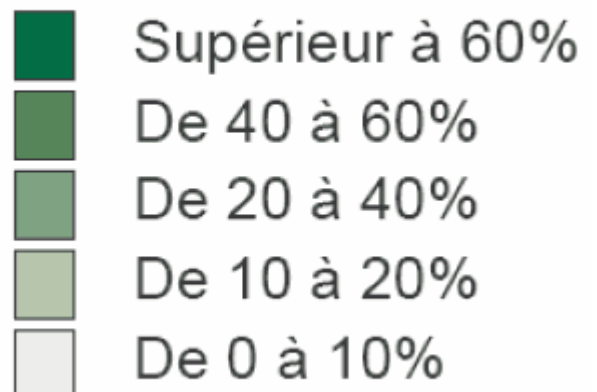 Supérieur à 60%
De 40 à 60%
De 20 à 40%
De 10 à 20%
De 0 à 10%